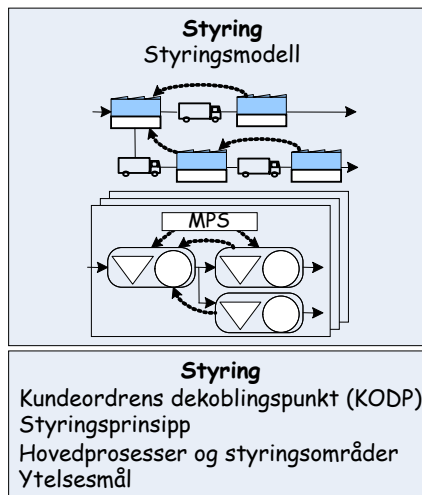 Styring
Styringsmodell
MPS
Styring
Kundeordrens dekoblingspunkt (KODP)
Styringsprinsipp
Hovedprosesser og styringsområder
Ytelsesmål